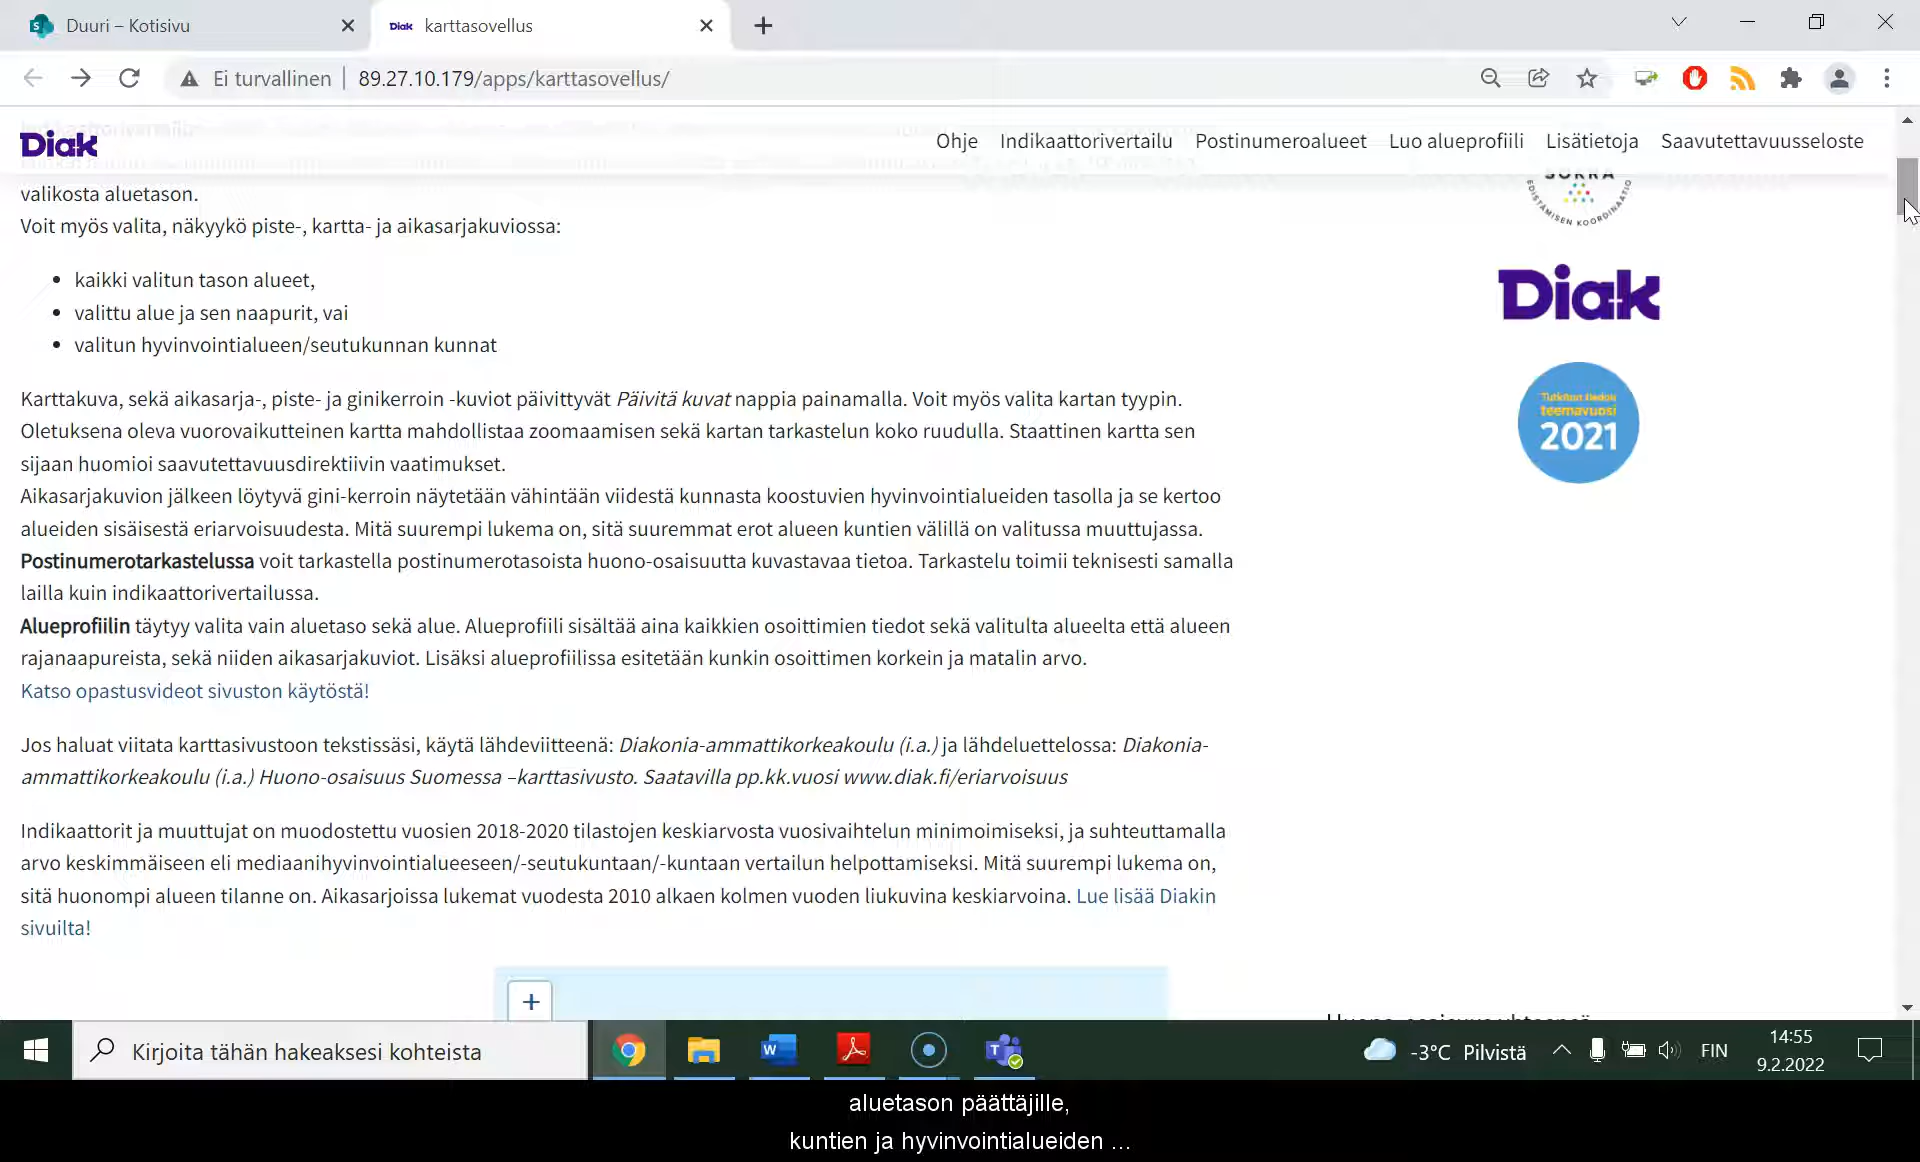 Duuri – Kotisivu
Diak karttasovellus
Ei turvallinen 89.27.10.179/apps/karttasovellus/
Diak Ohje Indikaattorivertailu Postinumeroalueet Luo alueprofiili Lisätietoja Saavutettavuusseloste
valikosta aluetason.
Voit myös valita, näkyykö piste-, kartta- ja aikasarjakuviossa:
kaikki valitun tason alueet,
valittu alue ja sen naapurit, vai
valitun hyvinvointialueen/seutukunnan kunnat
Karttakuva, sekä aikasarja-, piste- ja ginikerroin -kuviot päivittyvät Päivitä kuvat nappia painamalla. Voit myös valita kartan tyypin.
Oletuksena oleva vuorovaikutteinen kartta mahdollistaa zoomaamisen sekä kartan tarkastelun koko ruudulla. Staattinen kartta sen
sijaan huomioi saavutettavuusdirektiivin vaatimukset.
Aikasarjakuvion jälkeen löytyvä gini-kerroin näytetään vähintään viidestä kunnasta koostuvien hyvinvointialueiden tasolla ja se kertoo
alueiden sisäisestä eriarvoisuudesta. Mitä suurempi lukema on, sitä suuremmat erot alueen kuntien välillä on valitussa muuttujassa.
Postinumerotarkastelussa voit tarkastella postinumerotasoista huono-osaisuutta kuvastavaa tietoa. Tarkastelu toimii teknisesti samalla
lailla kuin indikaattorivertailussa.
Alueprofiilin täytyy valita vain aluetaso sekä alue. Alueprofiili sisältää aina kaikkien osoittimien tiedot sekä valitulta alueelta että alueen
rajanaapureista, sekä niiden aikasarjakuviot. Lisäksi alueprofiilissa esitetään kunkin osoittimen korkein ja matalin arvo.
Katso opastusvideot sivuston käytöstä!
Jos haluat viitata karttasivustoon tekstissäsi, käytä lähdeviitteenä: Diakonia-ammattikorkeakoulu (i.a.) ja lähdeluettelossa: Diakonia-
ammattikorkeakoulu (i.a.) Huono-osaisuus Suomessa –karttasivusto. Saatavilla pp.kk.vuosi www.diak.fi/eriarvoisuus
Indikaattorit ja muuttujat on muodostettu vuosien 2018-2020 tilastojen keskiarvosta vuosivaihtelun minimoimiseksi, ja suhteuttamalla
arvo keskimmäiseen eli mediaanihyvinvointialueeseen/-seutukuntaan/-kuntaan vertailun helpottamiseksi. Mitä suurempi lukema on,
sitä huonompi alueen tilanne on. Aikasarjoissa lukemat vuodesta 2010 alkaen kolmen vuoden liukuvina keskiarvoina. Lue lisää Diakin
sivuilta!
+
SOKRA
EDISTÄMISEN KOORDINAATIO
Diak
Tutkitun tiedon
teemavuosi
2021
Kirjoita tähän hakeaksesi kohteista
-3°C Pilvistä
FIN
14:55
9.2.2022
aluetason päättäjille,
kuntien ja hyvinvointialueiden ...